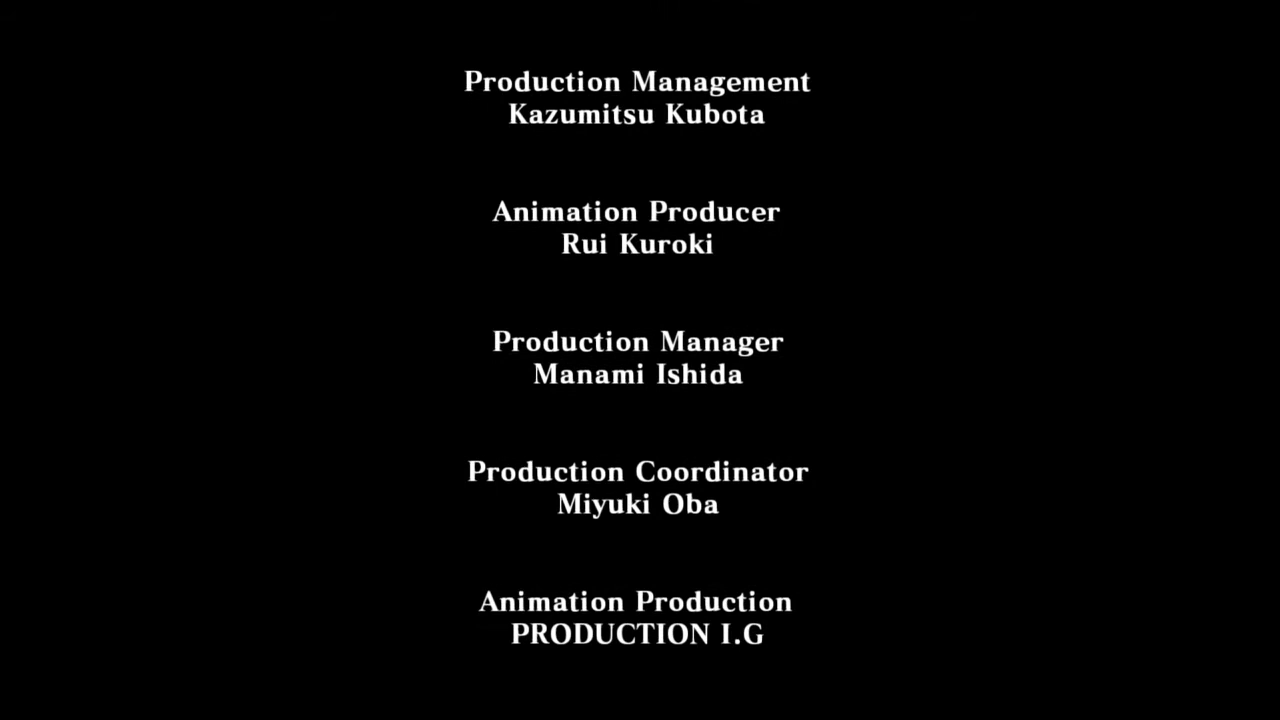 Production Management
Kazumitsu Kubota
Animation Producer
Rui Kuroki
Production Manager
Manami Ishida
Production Coordinator
Miyuki Oba
Animation Production
PRODUCTION I.G